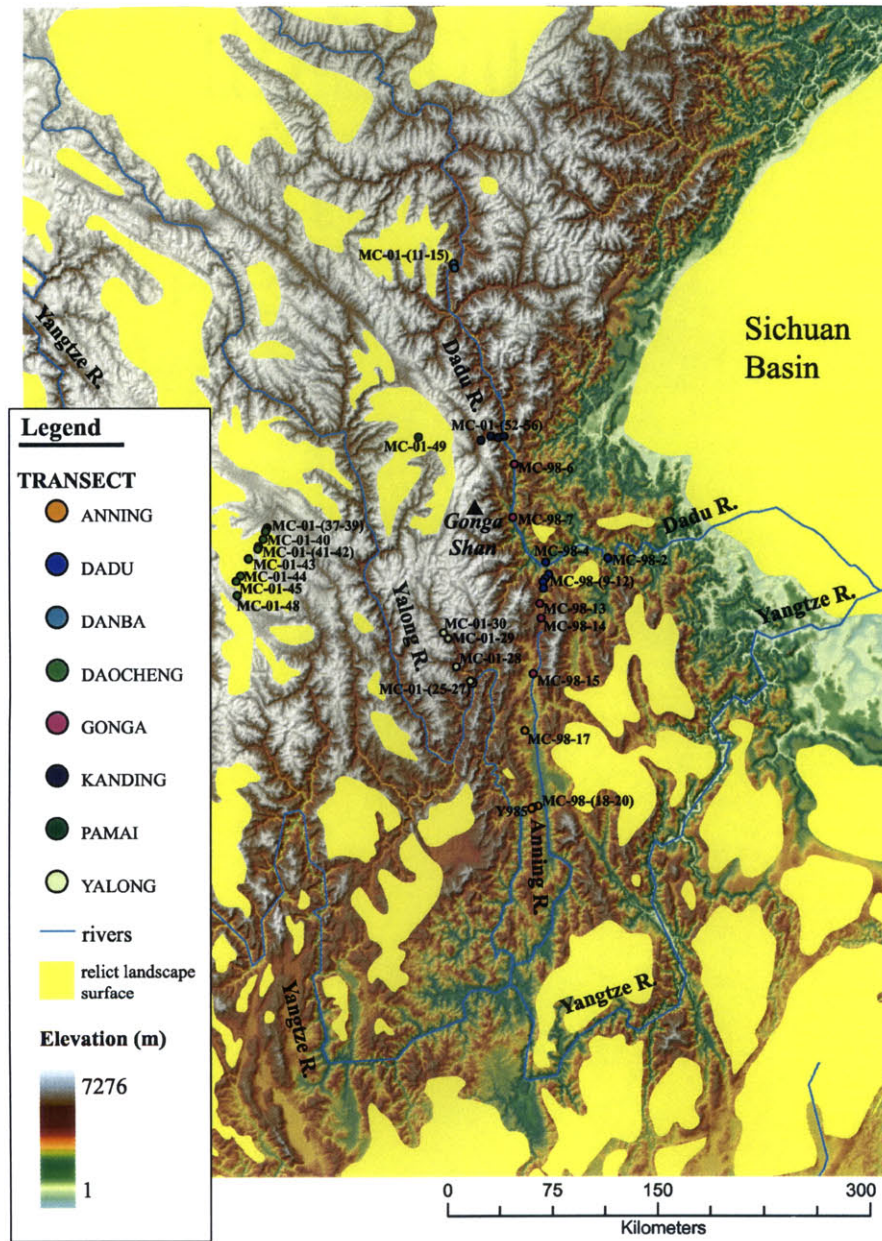 MC-01-(11-15)
Sichuan
Basin
Yangtze R.
Dadu R.
MC-01-(52-56)
MC-01-49
MC-98-6
MC-98-7
Gonga
Shan
Dadu R.
MC-98-4
MC-98-2
MC-98-(9-12)
Yangtze R.
MC-01-(37-39)
MC-01-40
MC-01-(41-42)
MC-01-43
MC-01-44
MC-01-45
MC-01-48
MC-98-13
MC-98-14
Yalong R.
MC-01-30
MC-01-29
MC-01-28
MC-01-(25-27)
MC-98-15
MC-98-17
MC-98-(18-20)
Y985
Anning R.
Yangtze R.
Yangtze R.
Legend
TRANSECT
ANNING
DADU
DANBA
DAOCHENG
GONGA
KANDING
PAMAI
YALONG
rivers
relict landscape
surface
Elevation (m)
7276
1
0 75 150 300
Kilometers